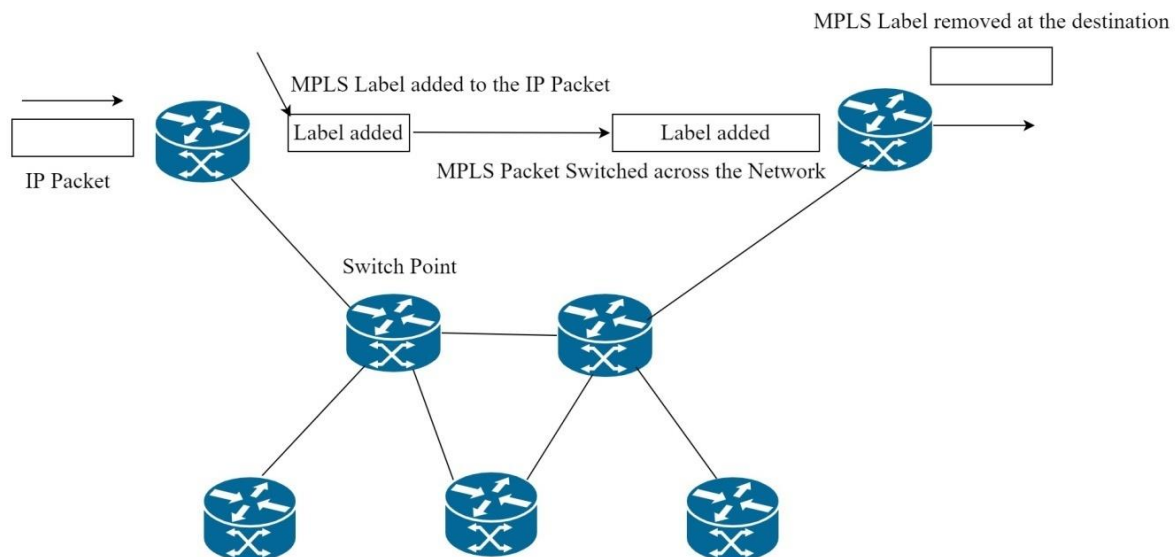 MPLS Label removed at the destination
MPLS Label added to the IP Packet
Label added
Label added
IP Packet
MPLS Packet Switched across the Network
Switch Point